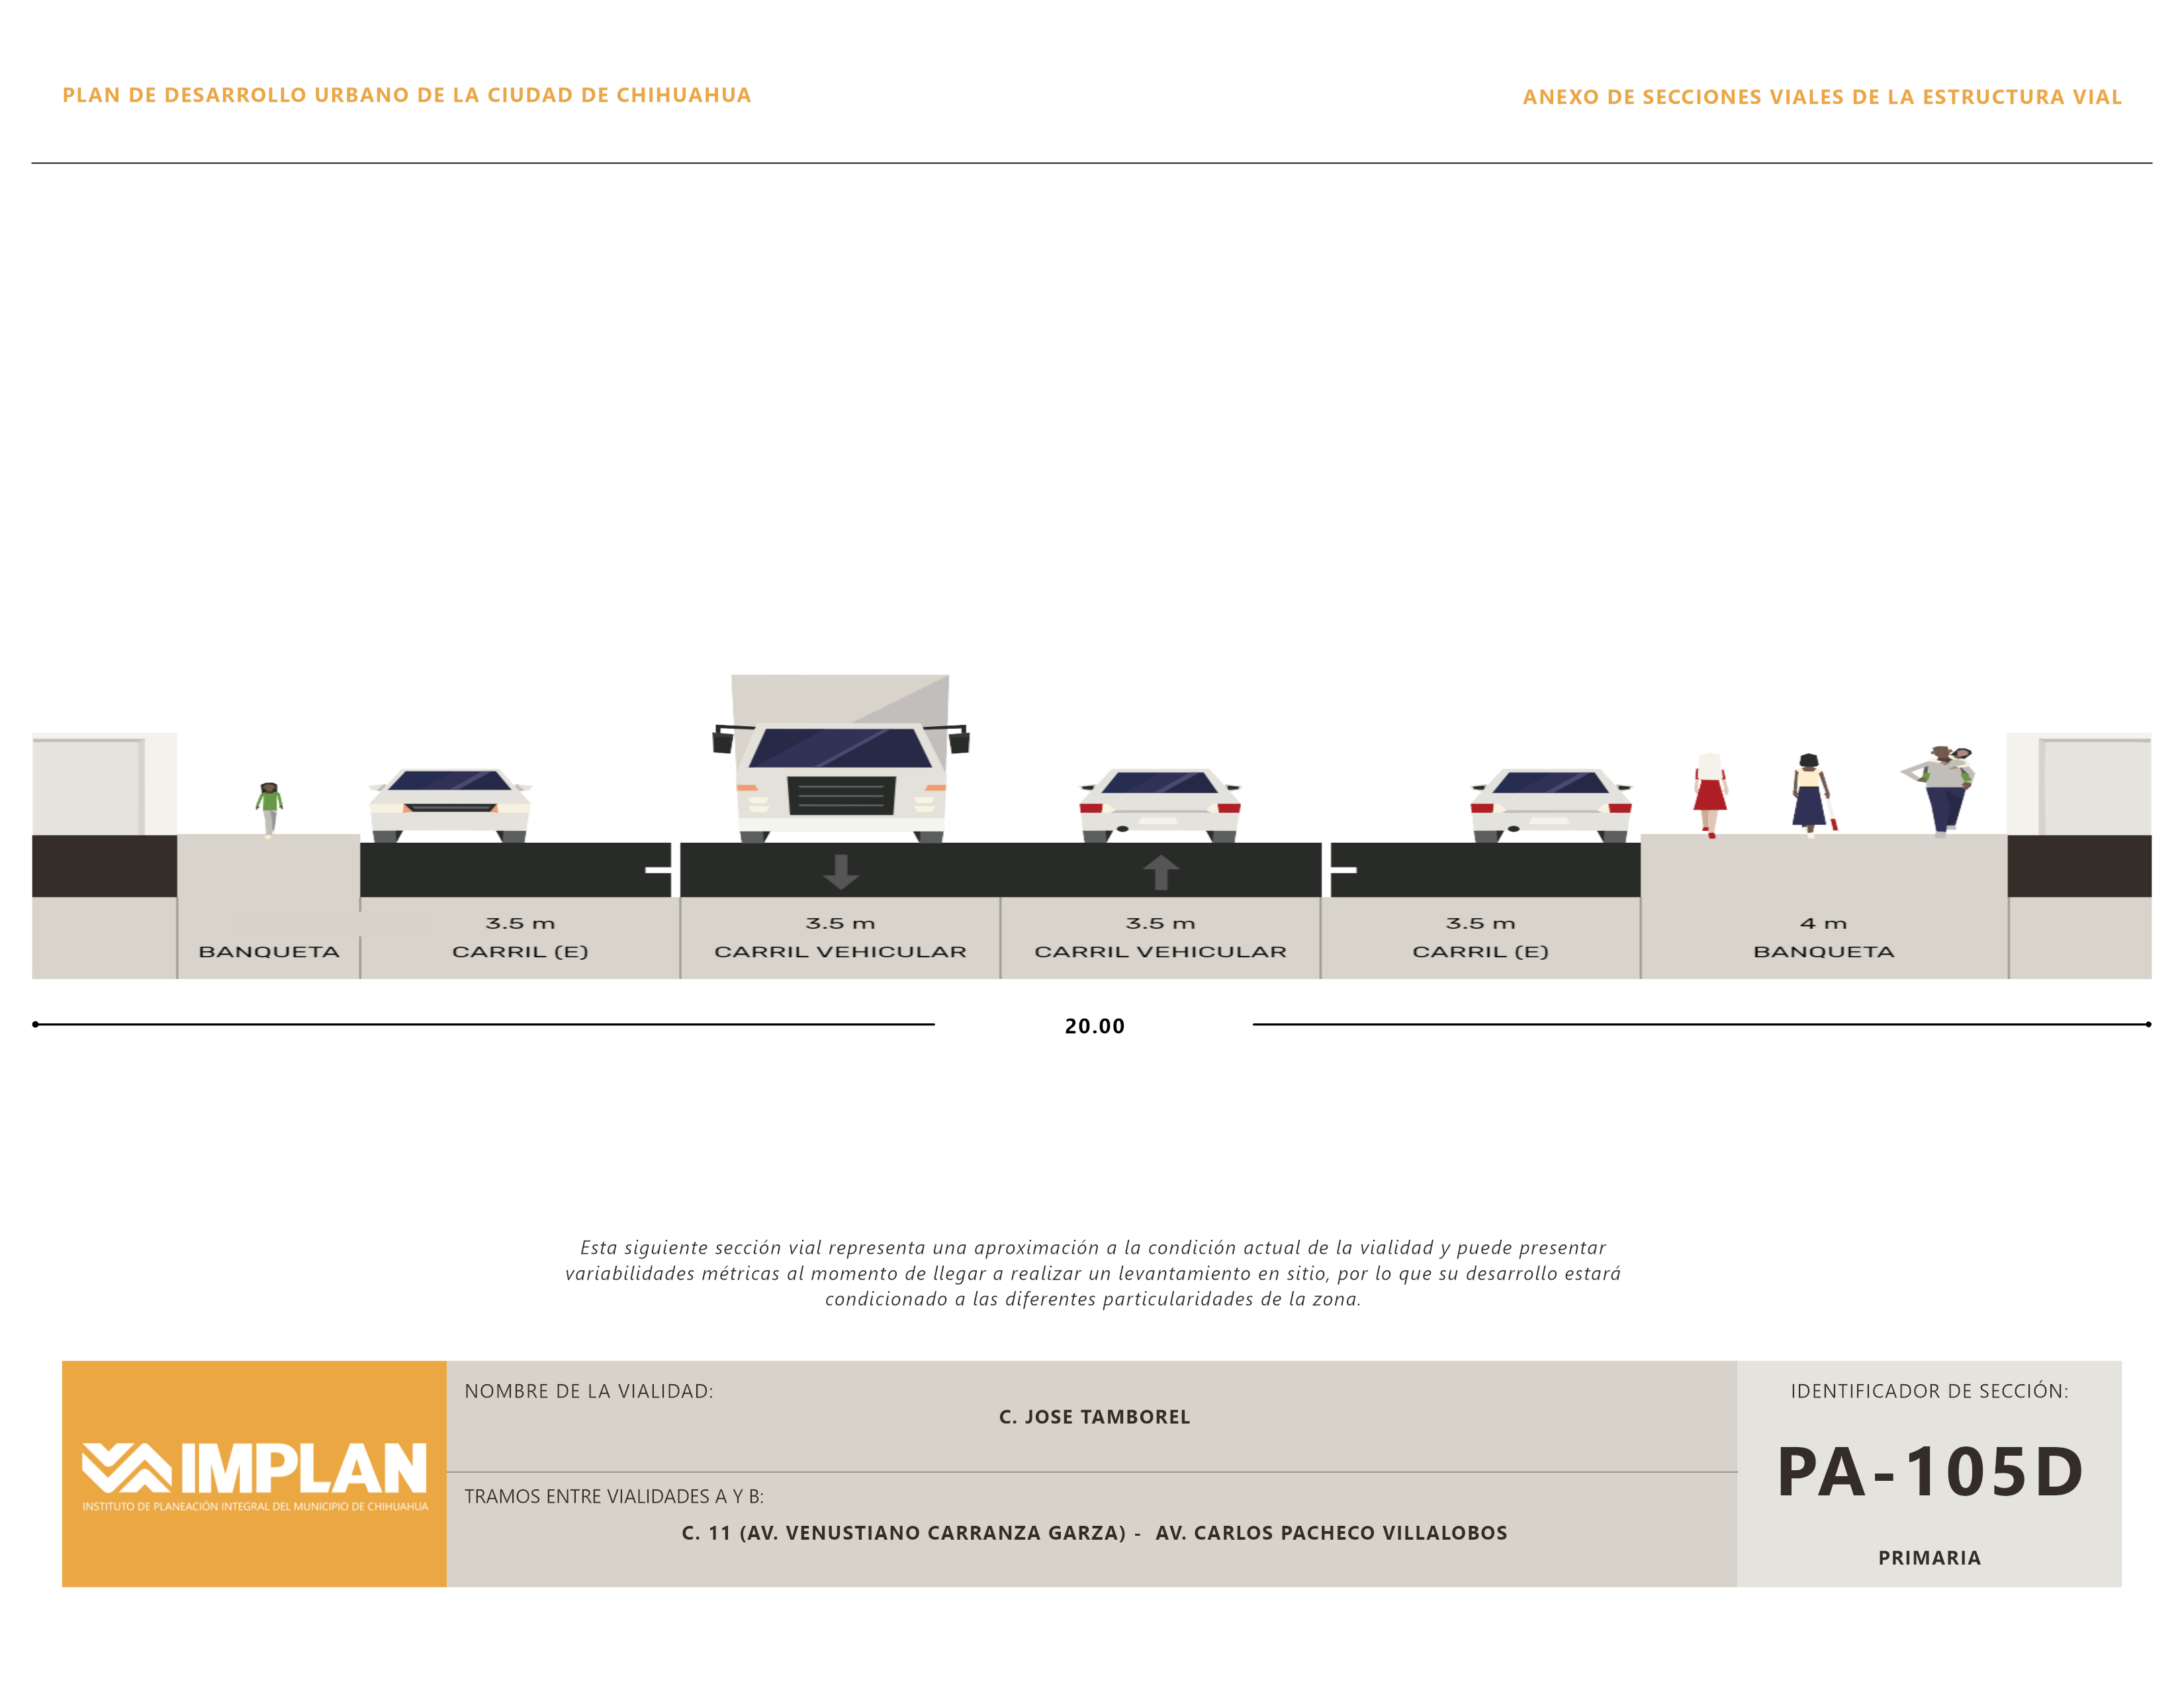 PLAN DE DESARROLLO URBANO DE LA CIUDAD DE CHIHUAHUA
ANEXO DE SECCIONES VIALES DE LA ESTRUCTURA VIAL
BANQUETA
3.5 m
CARRIL (E)
3.5 m
CARRIL VEHICULAR
3.5 m
CARRIL VEHICULAR
3.5 m
CARRIL (E)
4 m
BANQUETA
20.00
Esta siguiente sección vial representa una aproximación a la condición actual de la vialidad y puede presentar
variabilidades métricas al momento de llegar a realizar un levantamiento en sitio, por lo que su desarrollo estará
condicionado a las diferentes particularidades de la zona.
IMPLAN
INSTITUTO DE PLANEACIÓN INTEGRAL DEL MUNICIPIO DE CHIHUAHUA
NOMBRE DE LA VIALIDAD:
C. JOSE TAMBOREL
TRAMOS ENTRE VIALIDADES A Y B:
C. 11 (AV. VENUSTIANO CARRANZA GARZA) - AV. CARLOS PACHECO VILLALOBOS
IDENTIFICADOR DE SECCIÓN:
PA-105D
PRIMARIA